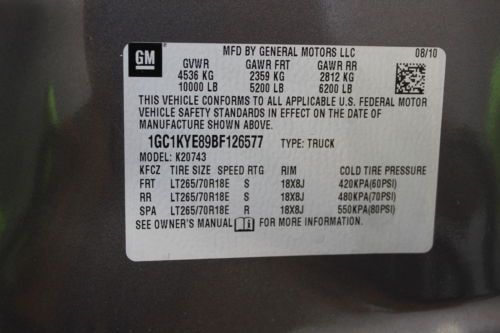 GM MFD BY GENERAL MOTORS LLC 08/10
GVWR GAWR FRT GAWR RR
4536 KG 2359 KG 2812 KG
10000 LB 5200 LB 6200 LB
THIS VEHICLE CONFORMS TO ALL APPLICABLE U.S. FEDERAL MOTOR
VEHICLE SAFETY STANDARDS IN EFFECT ON THE DATE OF
MANUFACTURE SHOWN ABOVE.
1GC1KYE89BF126577 TYPE: TRUCK
MODEL: K20743
KFCZ TIRE SIZE SPEED RTG RIM COLD TIRE PRESSURE
FRT LT265/70R18E S 18X8J 420KPA(60PSI)
RR LT265/70R18E S 18X8J 480KPA(70PSI)
SPA LT265/70R18E R 18X8J 550KPA(80PSI)
SEE OWNER'S MANUAL FOR MORE INFORMATION.